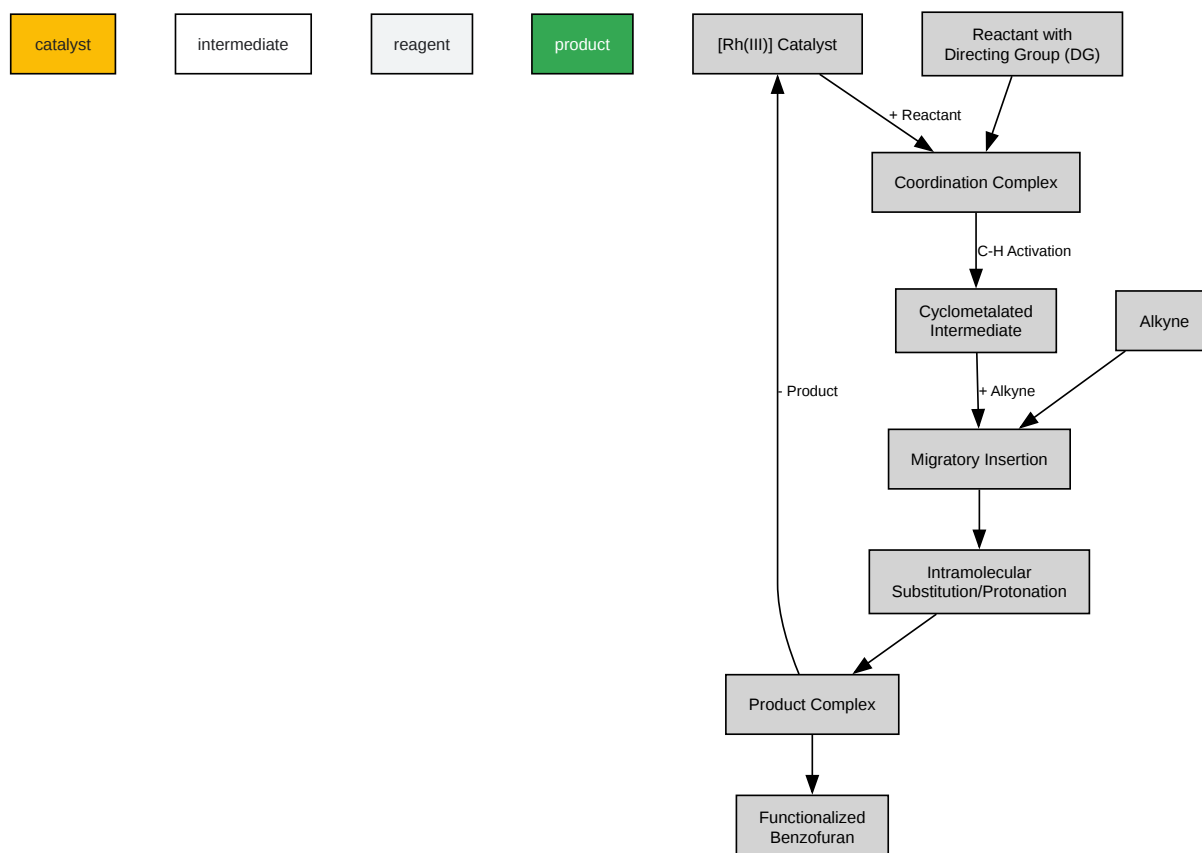 catalyst
intermediate
reagent
product
[Rh(III)] Catalyst
Reactant with
Directing Group (DG)
+ Reactant
Coordination Complex
C-H Activation
Cyclometalated
Intermediate
Alkyne
- Product
+ Alkyne
Migratory Insertion
Intramolecular
Substitution/Protonation
Product Complex
Functionalized
Benzofuran